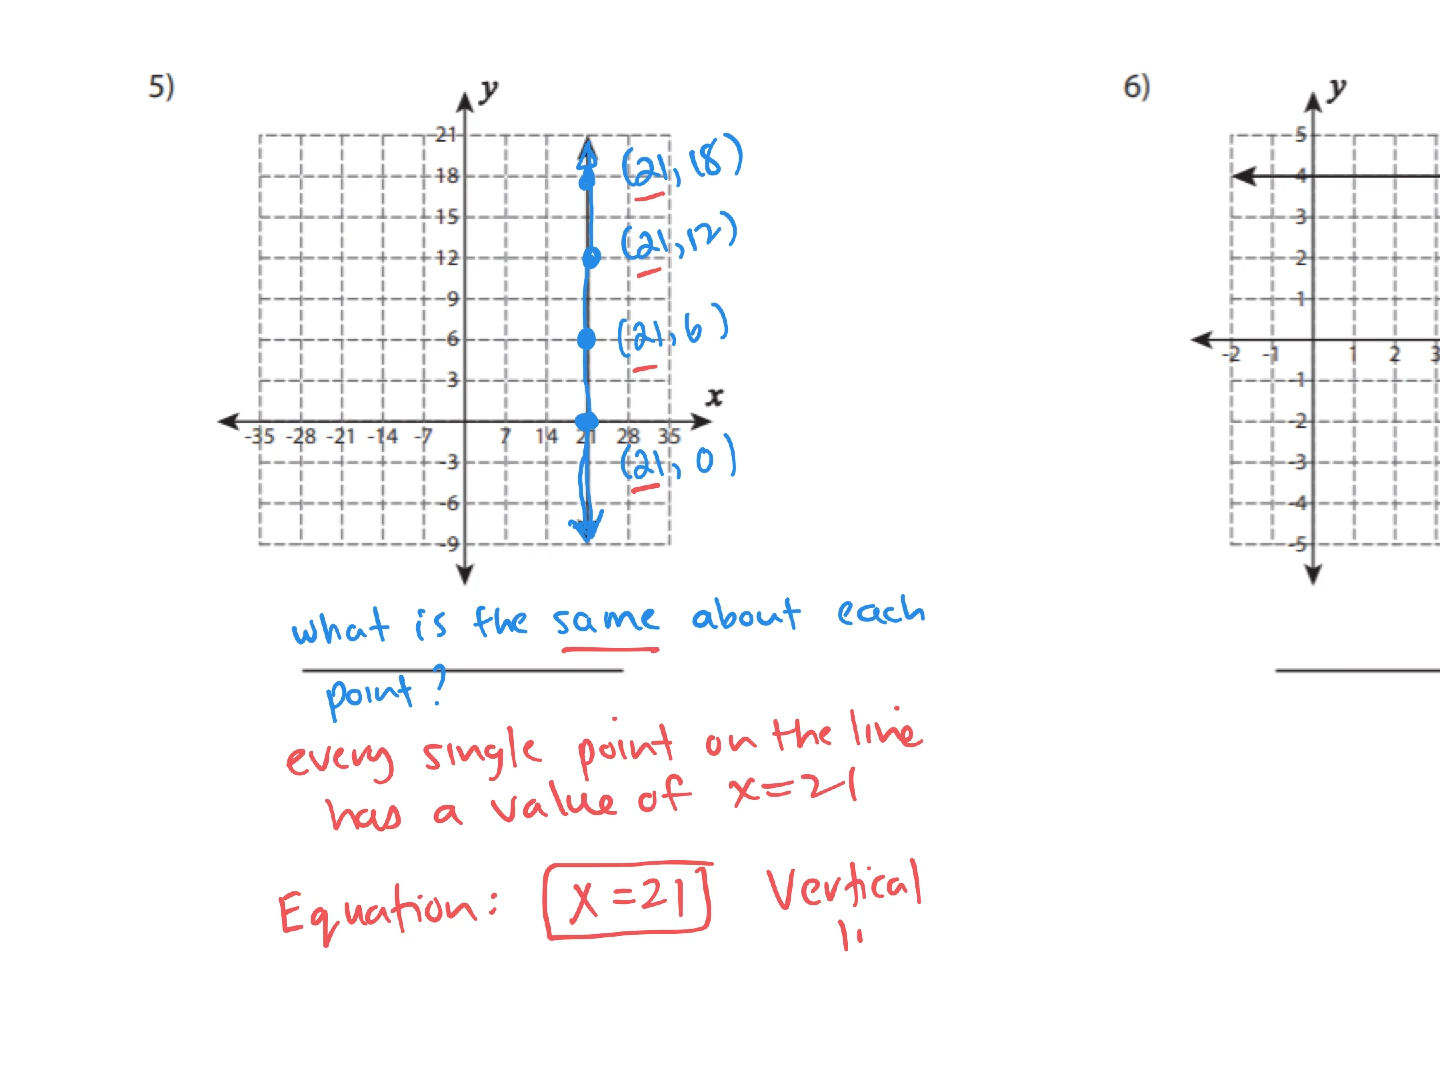 5)
y
21
18
15
12
9
6
3
-3
-6
-9
x
-35 -28 -21 -14 -7 7 14 21 28 35
(21, 18)
(21, 12)
(21, 6)
(21, 0)
what is the same about each
point?
every single point on the line
has a value of x=21
Equation: x=21 Vertical
li
6)
y
5
4
3
2
1
-1
-2
-3
-4
-5
-2 -1 1 2 3